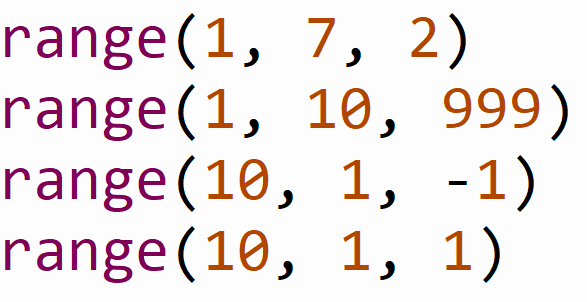 range(1, 7, 2)
range(1, 10, 999)
range(10, 1, -1)
range(10, 1, 1)